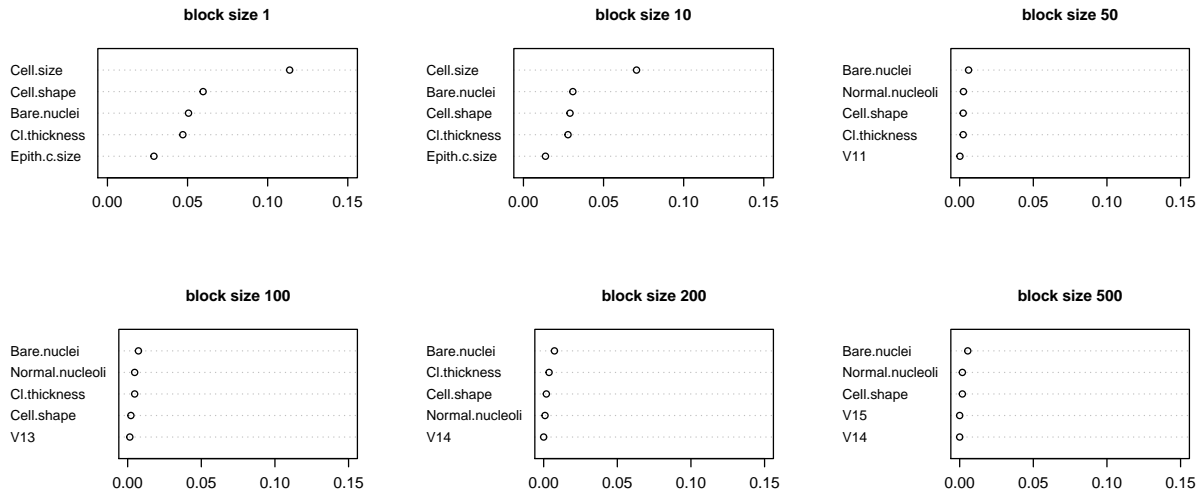 block size 1
Cell.size
Cell.shape
Bare.nuclei
Cl.thickness
Epith.c.size
0.00 0.05 0.10 0.15
block size 10
Cell.size
Bare.nuclei
Cell.shape
Cl.thickness
Epith.c.size
0.00 0.05 0.10 0.15
block size 50
Bare.nuclei
Normal.nucleoli
Cell.shape
Cl.thickness
V11
0.00 0.05 0.10 0.15
block size 100
Bare.nuclei
Normal.nucleoli
Cl.thickness
Cell.shape
V13
0.00 0.05 0.10 0.15
block size 200
Bare.nuclei
Cl.thickness
Cell.shape
Normal.nucleoli
V14
0.00 0.05 0.10 0.15
block size 500
Bare.nuclei
Normal.nucleoli
Cell.shape
V15
V14
0.00 0.05 0.10 0.15